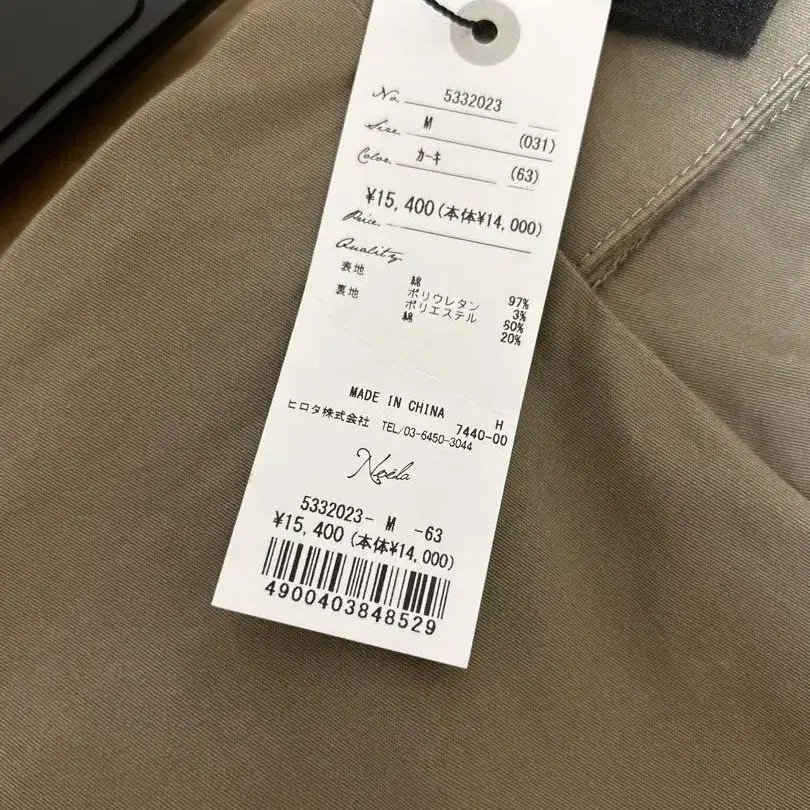 No. 5332023
Size. M (031)
Color. カーキ (63)
¥15,400(本体¥14,000)
Price.
Quality.
表地 綿 97%
裏地 ポリウレタン 3%
ポリエステル 80%
綿 20%
MADE IN CHINA H
ヒロタ株式会社 TEL/03-6450-3044 7440-00
Noéla
5332023- M -63
¥15,400(本体¥14,000)
4900403848529